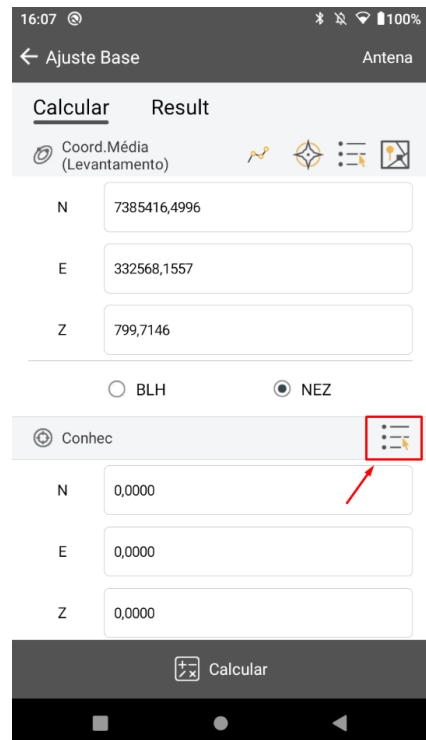 16:07 100%
Ajuste Base Antena
Calcular Result
Coord.Média
(Levantamento)
N 7385416,4996
E 332568,1557
Z 799,7146
BLH NEZ
Conhec
N 0,0000
E 0,0000
Z 0,0000
Calcular